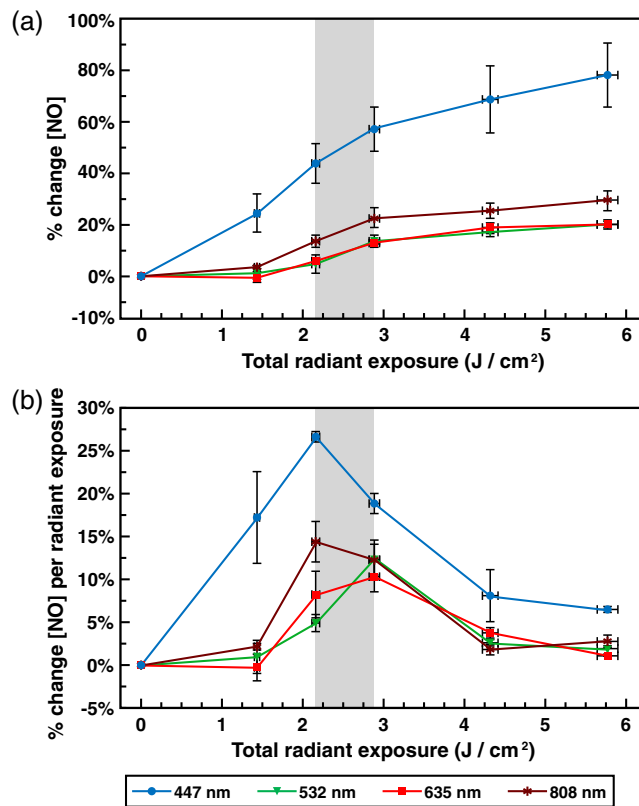 (a)
100%
80%
60%
40%
20%
0%
-10%
% change [NO]
0 1 2 3 4 5 6
Total radiant exposure (J / cm²)
(b)
30%
25%
20%
15%
10%
5%
0%
-5%
% change [NO] per radiant exposure
0 1 2 3 4 5 6
Total radiant exposure (J / cm²)
447 nm 532 nm 635 nm 808 nm